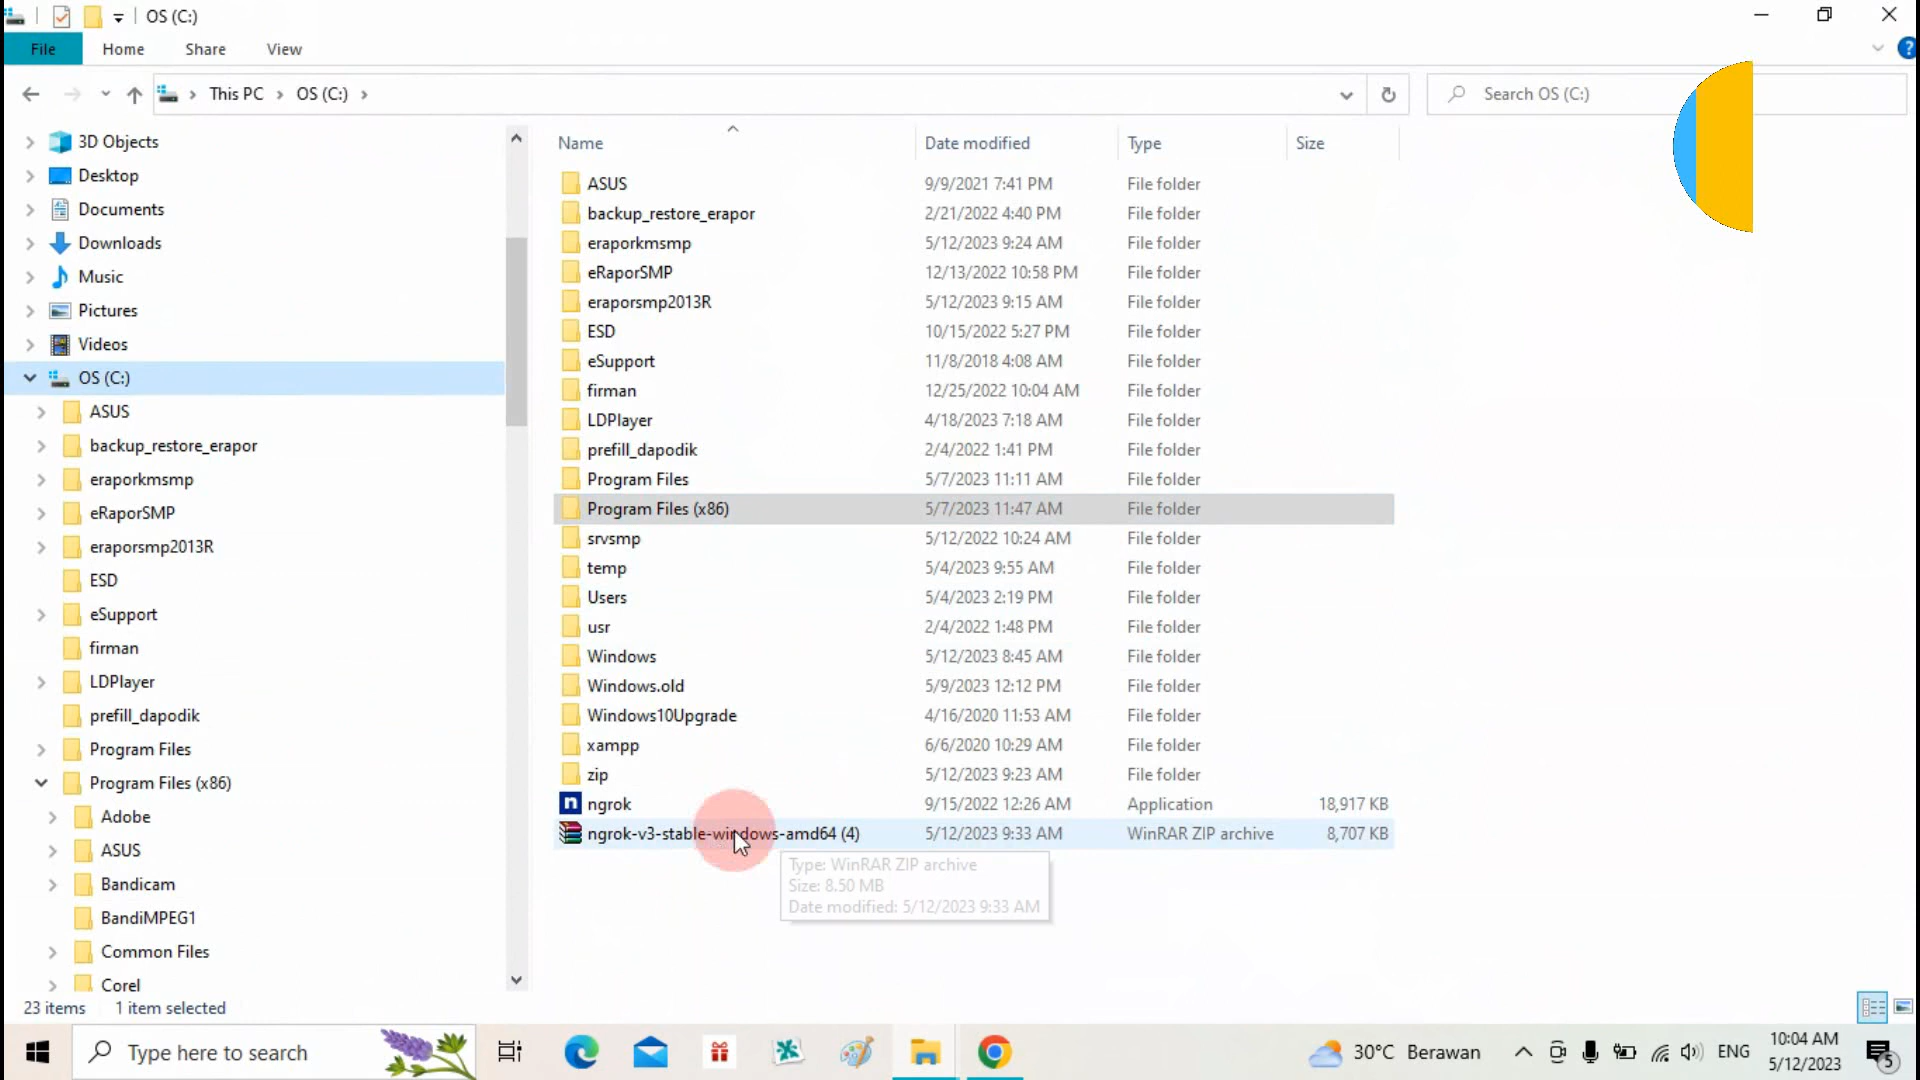 OS (C:)
File Home Share View
?
This PC OS (C:)
Search OS (C:)
3D Objects
Desktop
Documents
Downloads
Music
Pictures
Videos
OS (C:)
ASUS
backup_restore_erapor
eraporkmsmp
eRaporSMP
eraporsmp2013R
ESD
eSupport
firman
LDPlayer
prefill_dapodik
Program Files
Program Files (x86)
Adobe
ASUS
Bandicam
BandiMPEG1
Common Files
Corel
Name Date modified Type Size
ASUS 9/9/2021 7:41 PM File folder
backup_restore_erapor 2/21/2022 4:40 PM File folder
eraporkmsmp 5/12/2023 9:24 AM File folder
eRaporSMP 12/13/2022 10:58 PM File folder
eraporsmp2013R 5/12/2023 9:15 AM File folder
ESD 10/15/2022 5:27 PM File folder
eSupport 11/8/2018 4:08 AM File folder
firman 12/25/2022 10:04 AM File folder
LDPlayer 4/18/2023 7:18 AM File folder
prefill_dapodik 2/4/2022 1:41 PM File folder
Program Files 5/7/2023 11:11 AM File folder
Program Files (x86) 5/7/2023 11:47 AM File folder
srvsmp 5/12/2022 10:24 AM File folder
temp 5/4/2023 9:55 AM File folder
Users 5/4/2023 2:19 PM File folder
usr 2/4/2022 1:48 PM File folder
Windows 5/12/2023 8:45 AM File folder
Windows.old 5/9/2023 12:12 PM File folder
Windows10Upgrade 4/16/2020 11:53 AM File folder
xampp 6/6/2020 10:29 AM File folder
zip 5/12/2023 9:23 AM File folder
n ngrok 9/15/2022 12:26 AM Application 18,917 KB
ngrok-v3-stable-windows-amd64 (4) 5/12/2023 9:33 AM WinRAR ZIP archive 8,707 KB
Type: WinRAR ZIP archive
Size: 8.50 MB
Date modified: 5/12/2023 9:33 AM
23 items 1 item selected
Type here to search
30°C Berawan
ENG
10:04 AM
5/12/2023
5